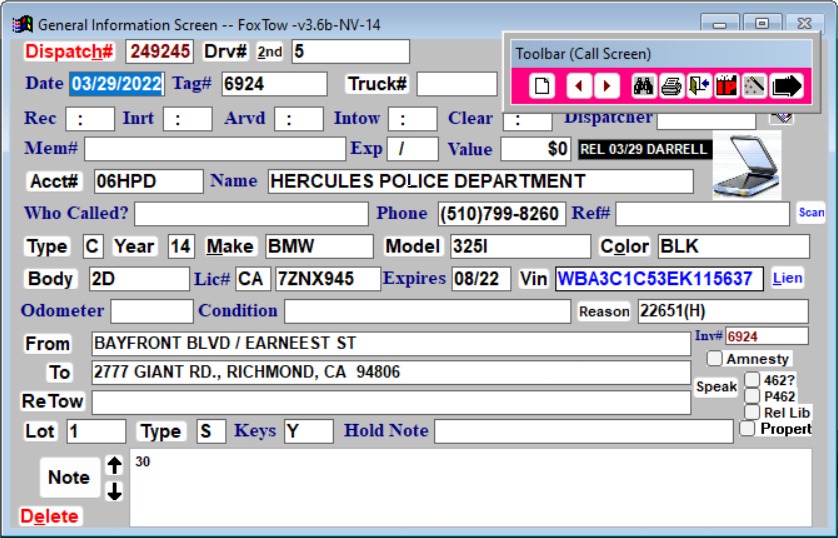 General Information Screen -- FoxTow -v3.6b-NV-14
Toolbar (Call Screen)
Dispatch# 249245 Drv# 2nd 5
Date 03/29/2022 Tag# 6924 Truck#
Rec : Inrt : Arvd : Intow : Clear : Dispatcher
Mem# Exp / Value $0 REL 03/29 DARRELL
Acct# 06HPD Name HERCULES POLICE DEPARTMENT
Who Called? Phone (510)799-8260 Ref# Scan
Type C Year 14 Make BMW Model 325I Color BLK
Body 2D Lic# CA 7ZNX945 Expires 08/22 Vin WBA3C1C53EK115637 Lien
Odometer Condition Reason 22651(H)
From BAYFRONT BLVD / EARNEEST ST Inv# 6924
Amnesty
To 2777 GIANT RD., RICHMOND, CA 94806
Speak 462?
P462
ReTow
Rel Lib
Lot 1 Type S Keys Y Hold Note Propert
Note 30
Delete